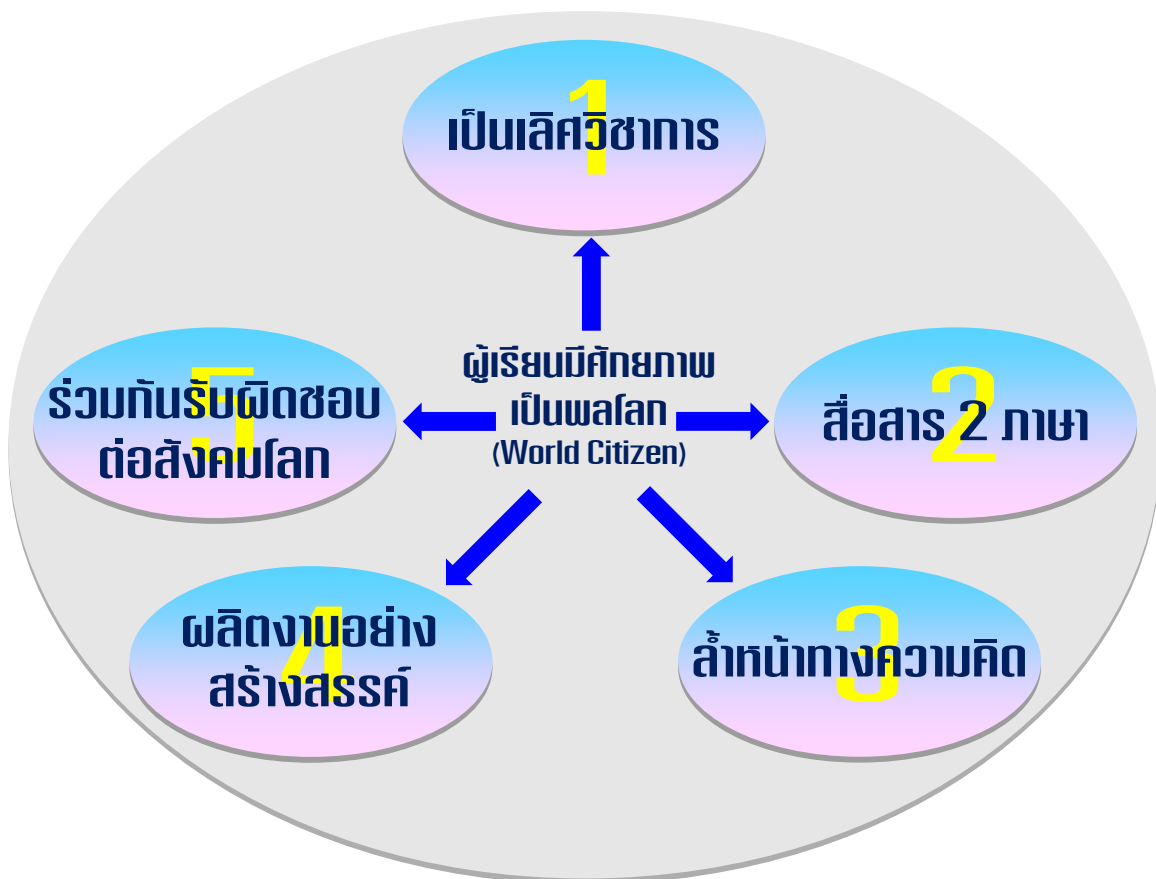 1
เป็นเลิศวิชาการ
ผู้เรียนมีศักยภาพ
เป็นพลโลก
(World Citizen)
2
สื่อสาร 2 ภาษา
3
ล้ำหน้าทางความคิด
4
ผลิตงานอย่าง
สร้างสรรค์
5
ร่วมกันรับผิดชอบ
ต่อสังคมโลก